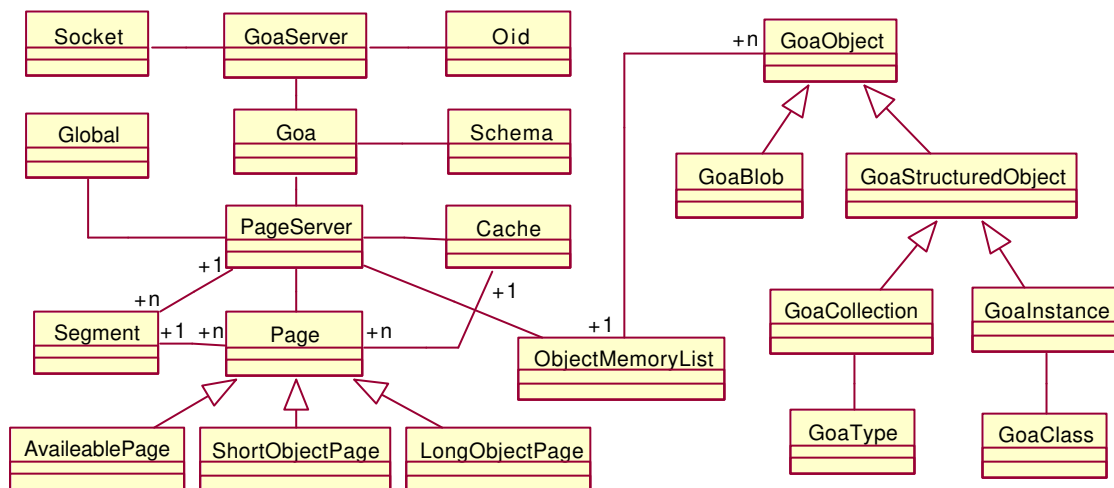 Socket
GoaServer
Oid
+n
GoaObject
Global
Goa
Schema
GoaBlob
GoaStructuredObject
PageServer
Cache
+1
+n
+1
Segment
+1
+n
Page
+n
+1
ObjectMemoryList
GoaCollection
GoaInstance
AvaileablePage
ShortObjectPage
LongObjectPage
GoaType
GoaClass